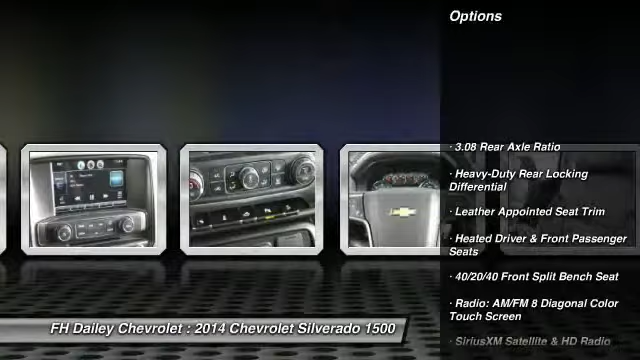 Options
· 3.08 Rear Axle Ratio
· Heavy-Duty Rear Locking
Differential
· Leather Appointed Seat Trim
· Heated Driver & Front Passenger
Seats
· 40/20/40 Front Split Bench Seat
· Radio: AM/FM 8 Diagonal Color
Touch Screen
· SiriusXM Satellite & HD Radio
FH Dailey Chevrolet : 2014 Chevrolet Silverado 1500